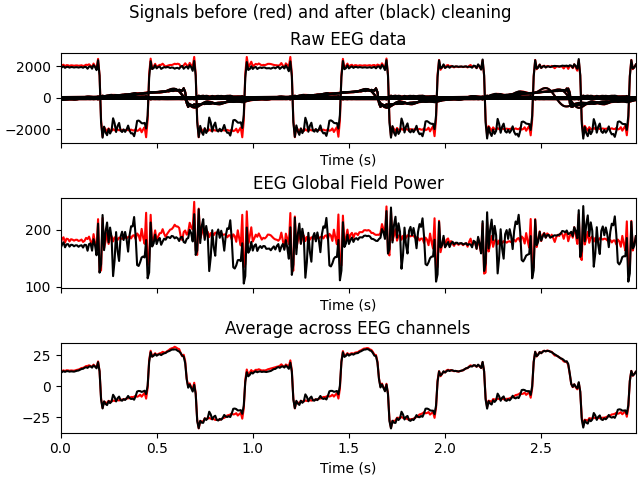 Signals before (red) and after (black) cleaning
Raw EEG data
2000
0
−2000
Time (s)
EEG Global Field Power
200
100
Time (s)
Average across EEG channels
25
0
−25
0.0 0.5 1.0 1.5 2.0 2.5
Time (s)